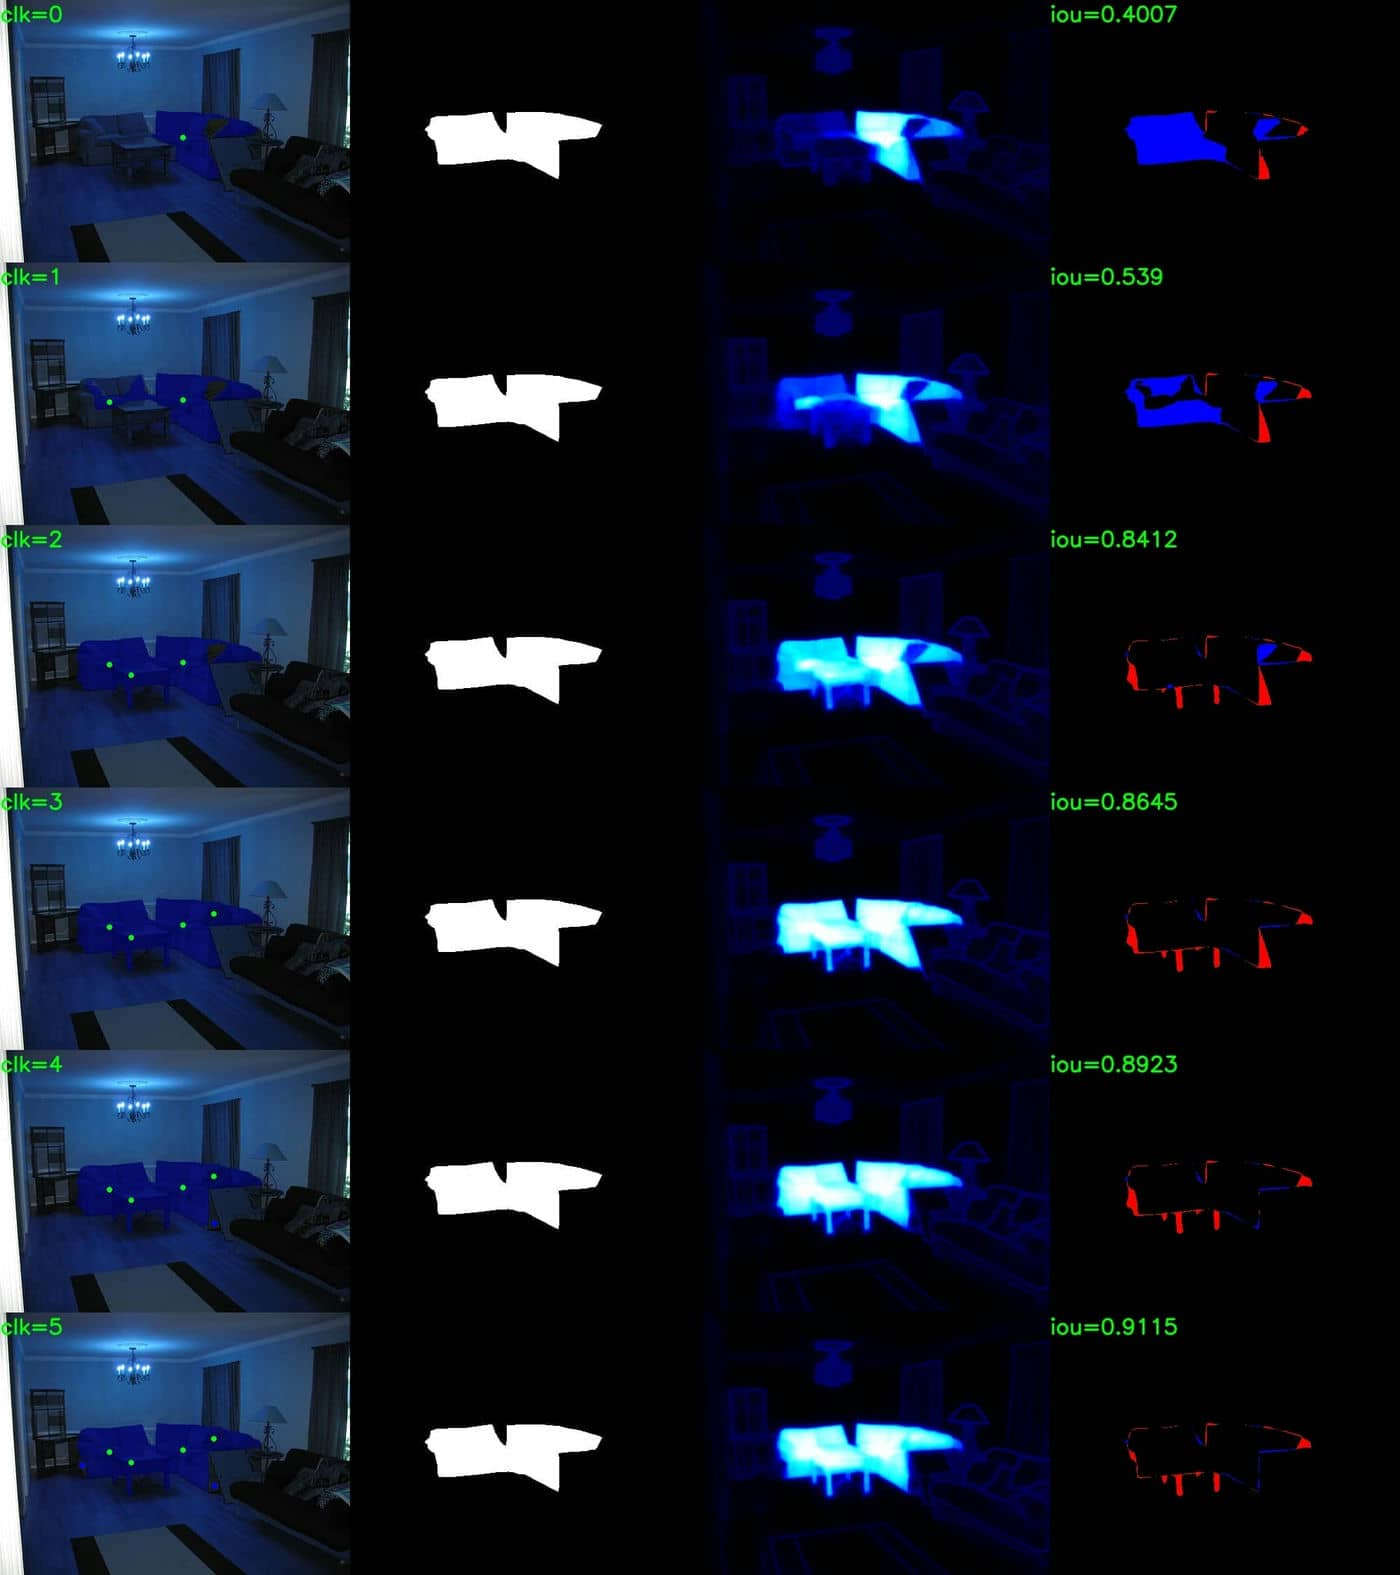 clk=0 iou=0.4007
clk=1 iou=0.539
clk=2 iou=0.8412
clk=3 iou=0.8645
clk=4 iou=0.8923
clk=5 iou=0.9115